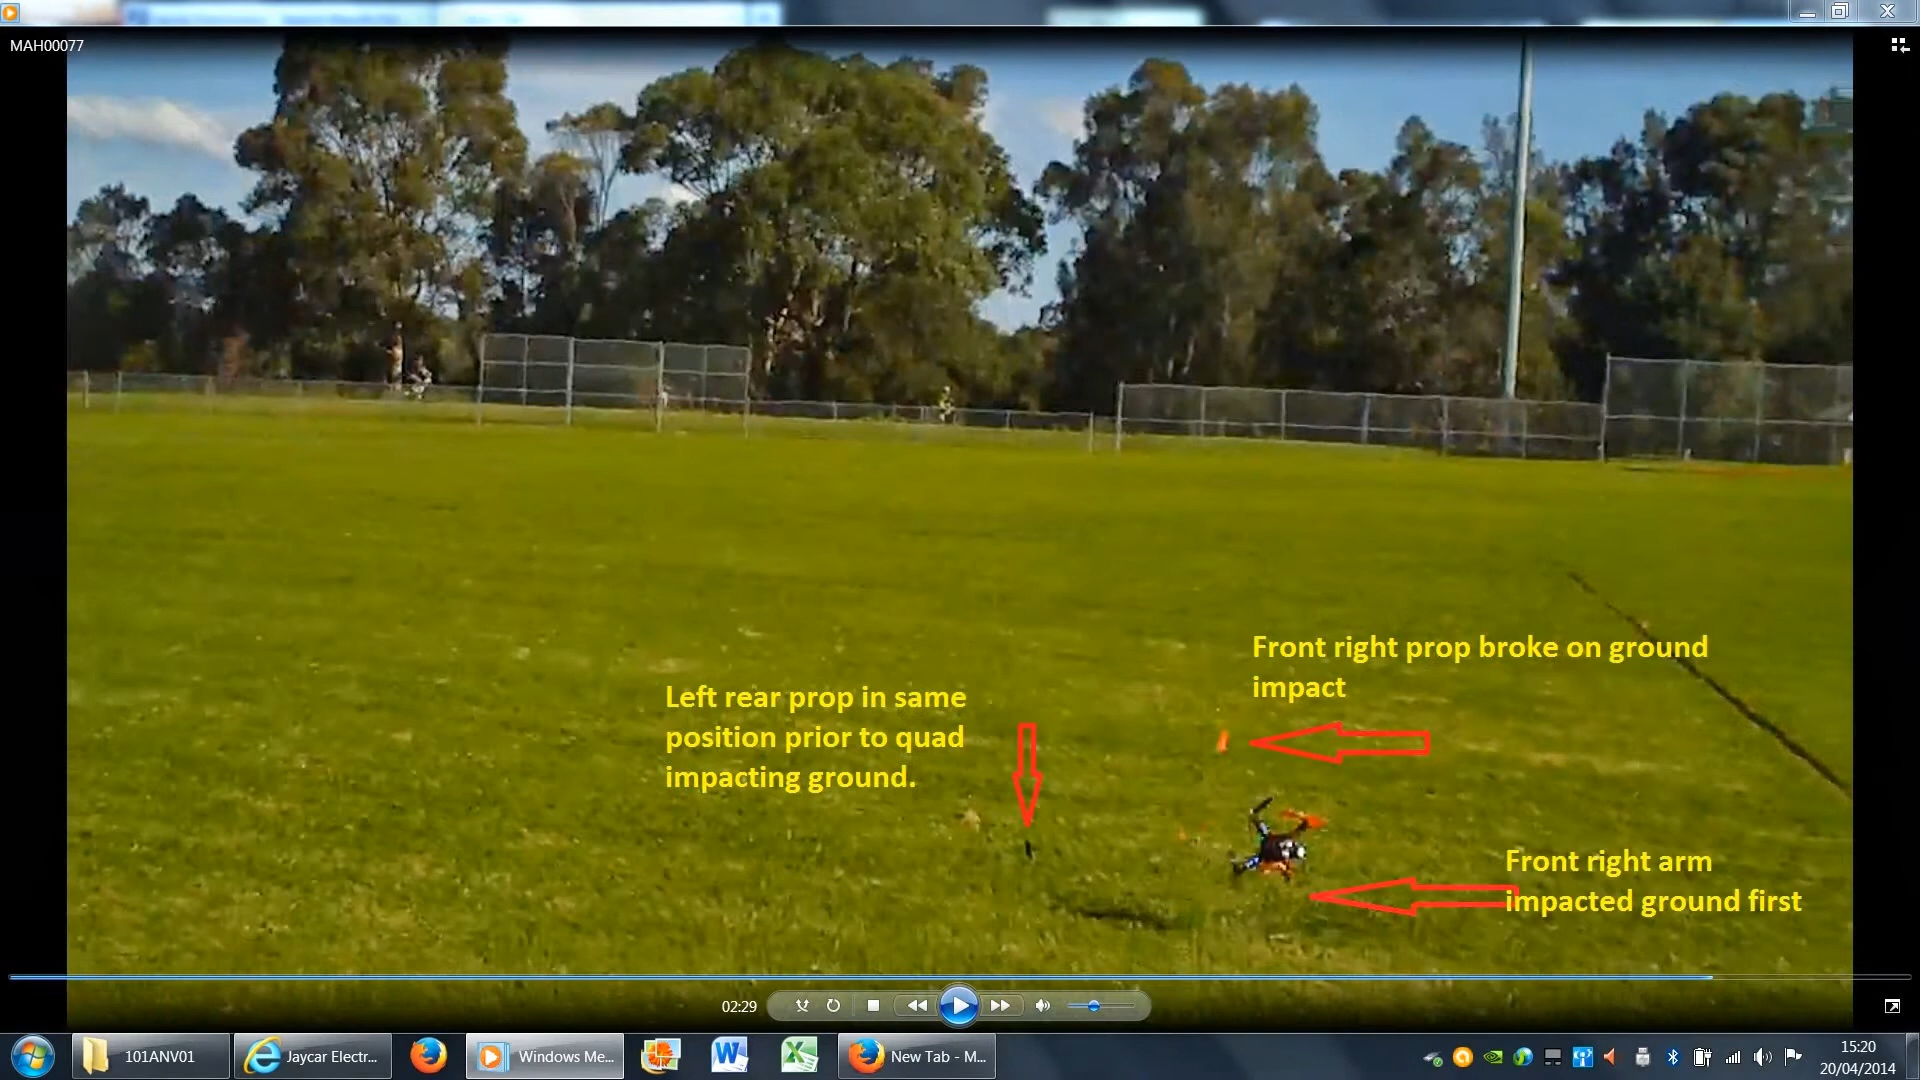 MAH00077
Front right prop broke on ground
impact
Left rear prop in same
position prior to quad
impacting ground.
Front right arm
impacted ground first
02:29
101ANV01
Jaycar Electr...
Windows Me...
New Tab - M...
15:20
20/04/2014